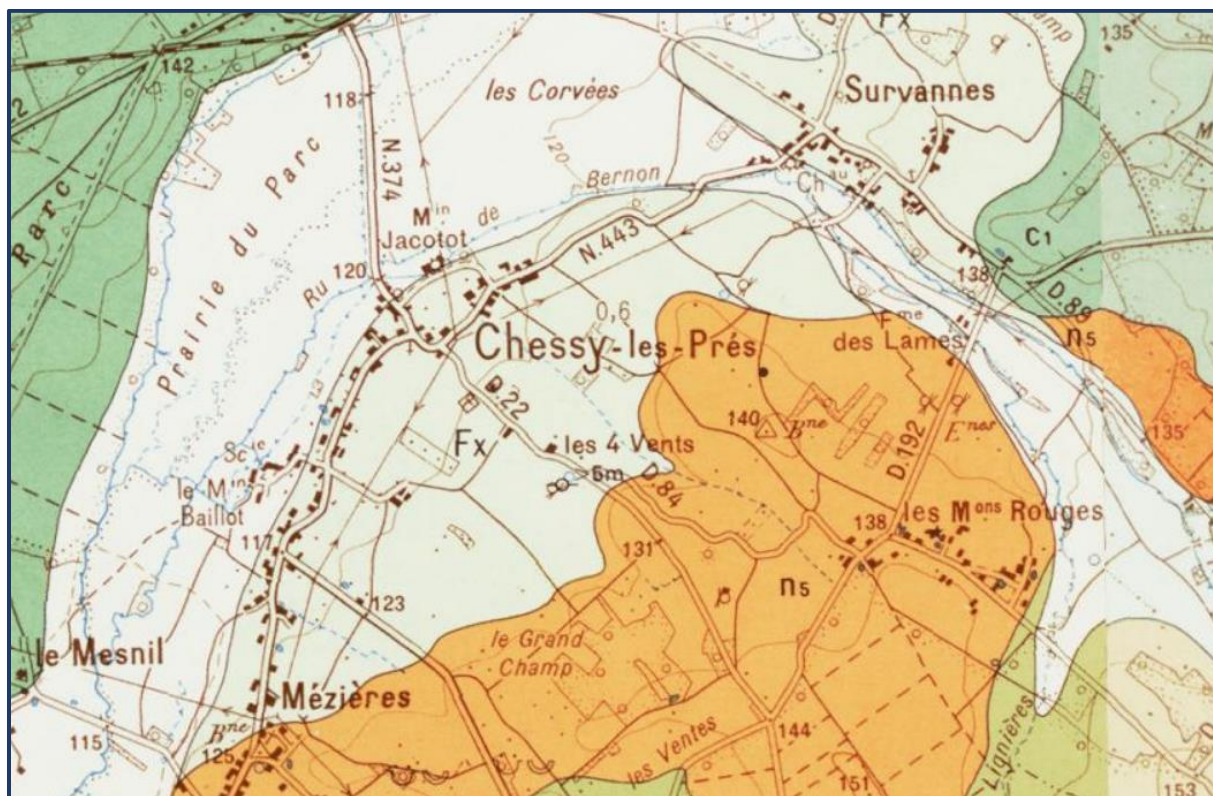 142
118
les Corvées
Fx
Survannes
135
N.374
Prairie du Parc
Parc
120
Bernon
Ch^au
M^in
Jacotot
de
Ru
N.443
C1
138
D.89
120
0,6
Chessy-les-Prés
F^me
des Lames
n5
D.22
140
B^ne
135
Fx
les 4 Vents
5m
D.84
D.192
E^nes
Sc^ie
le M^in
Baillot
138
les M^ons Rouges
117
131
n5
123
le Grand
Champ
le Mesnil
Mézières
B^ne
115
125
les Ventes
144
151
Lignières
153